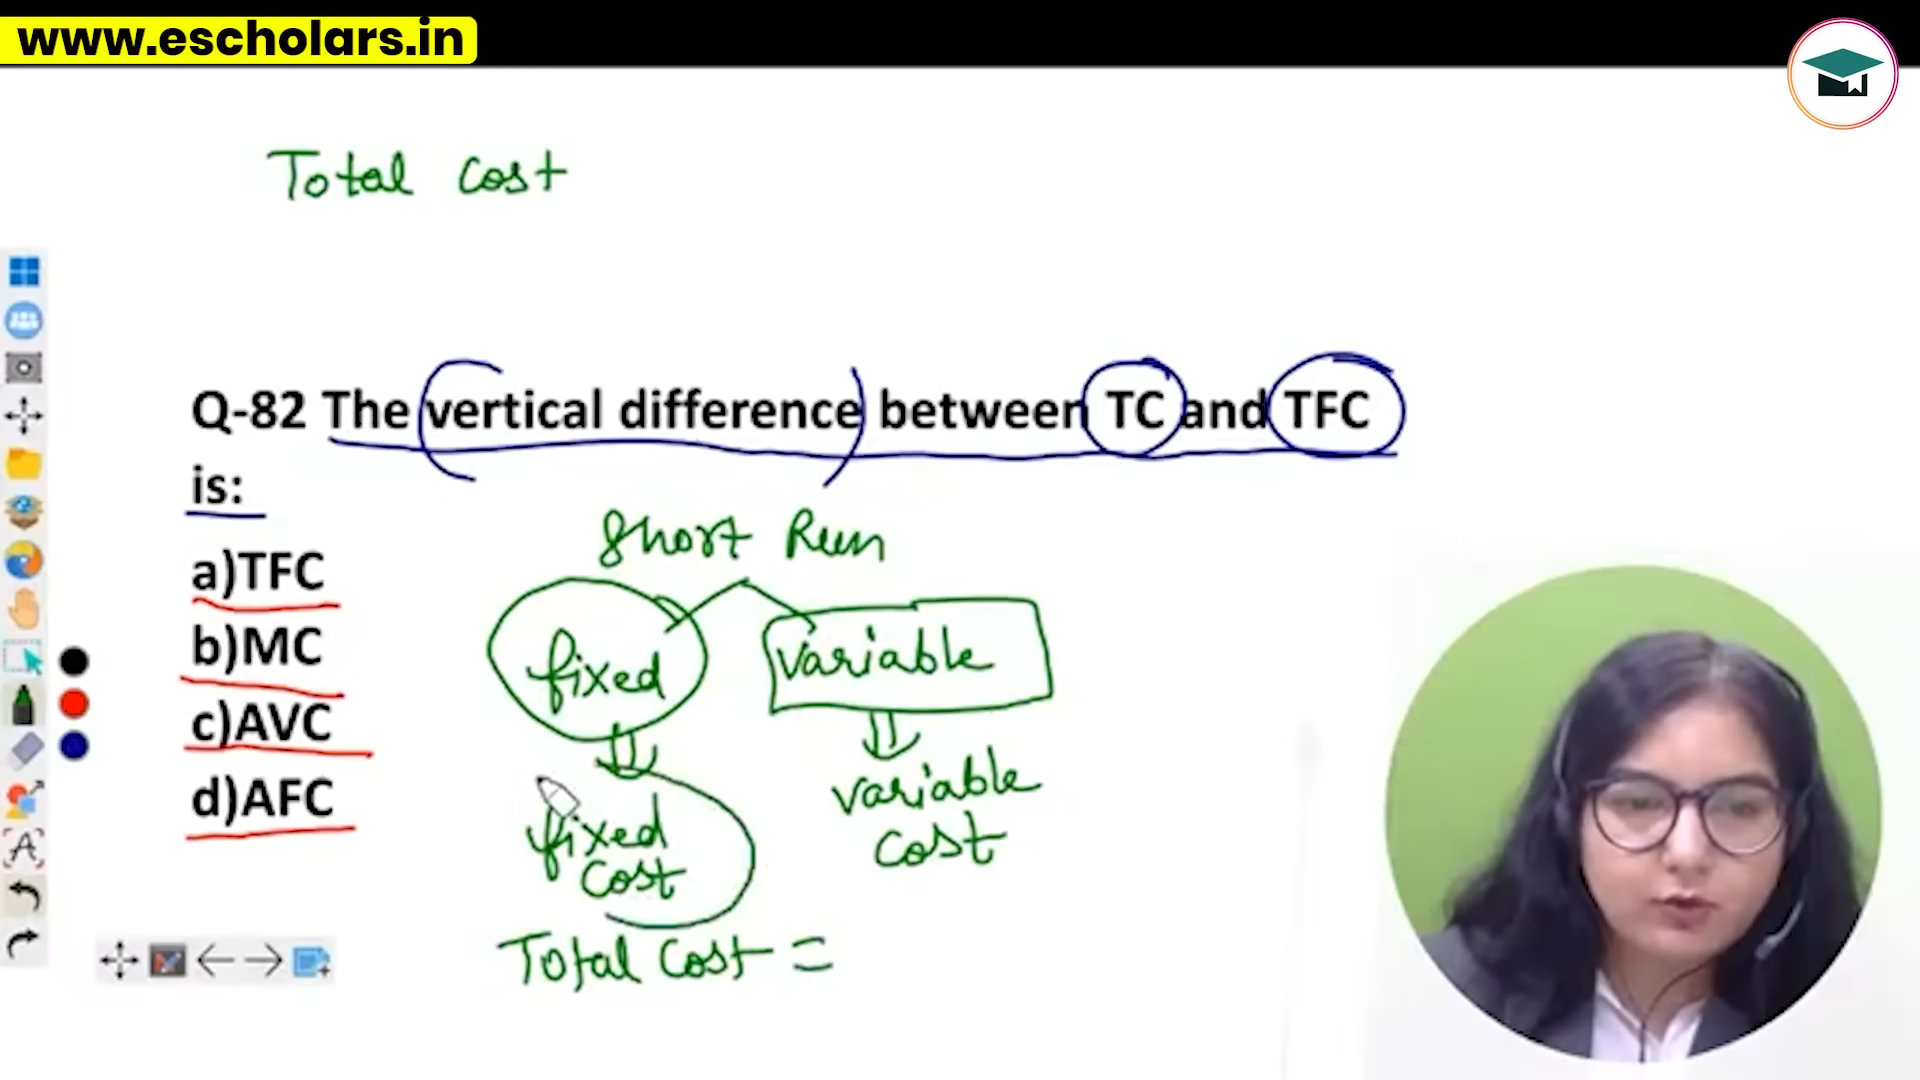 www.escholars.in
Total cost
Q-82 The vertical difference between TC and TFC
is:
a)TFC
b)MC
c)AVC
d)AFC
Short Run
fixed
variable
fixed
cost
variable
cost
Total cost =